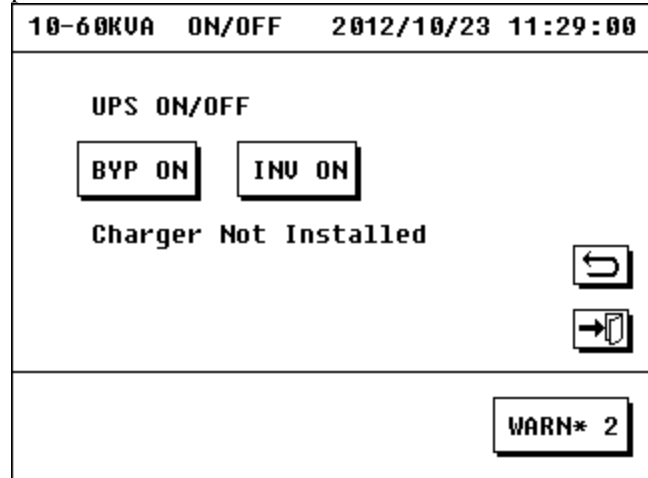 10-60KVA ON/OFF 2012/10/23 11:29:00
UPS ON/OFF
BYP ON INV ON
Charger Not Installed
WARN* 2